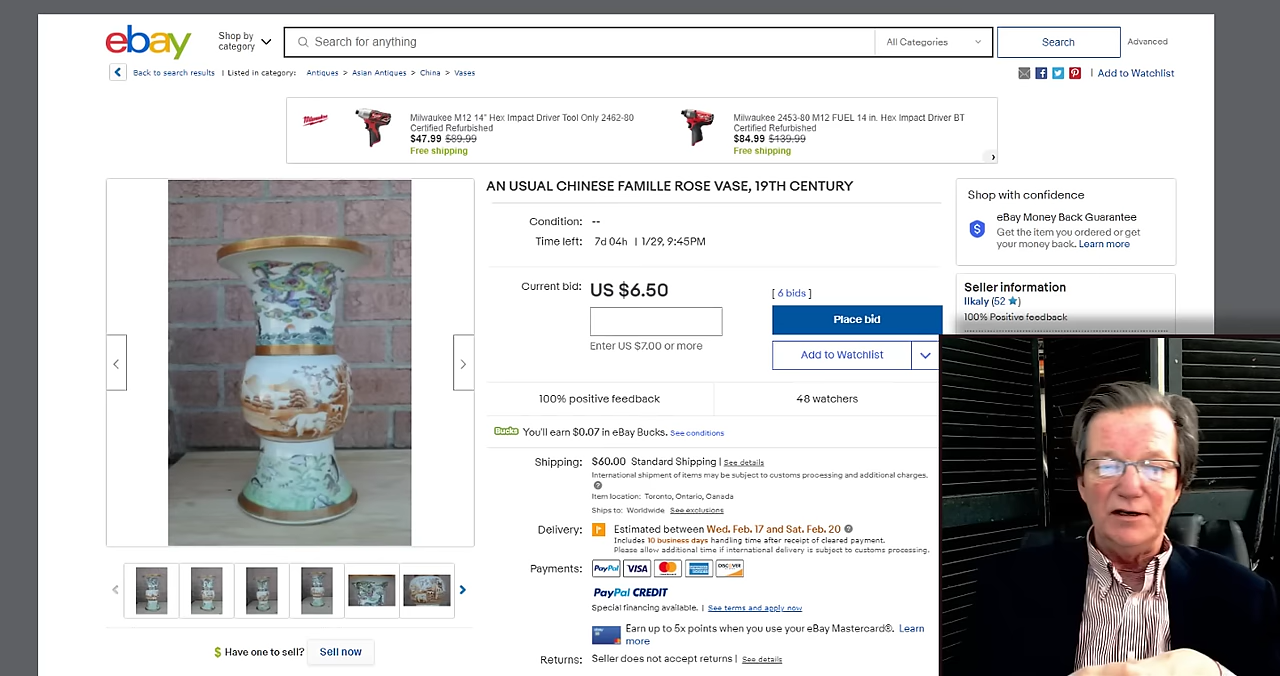 ebay
Shop by
category
Search for anything
All Categories
Search
Advanced
Back to search results | Listed in category: Antiques > Asian Antiques > China > Vases
| Add to Watchlist
Milwaukee
Milwaukee M12 14" Hex Impact Driver Tool Only 2462-80
Certified Refurbished
$47.99 $89.99
Free shipping
Milwaukee 2453-80 M12 FUEL 14 in. Hex Impact Driver BT
Certified Refurbished
$84.99 $139.99
Free shipping
AN USUAL CHINESE FAMILLE ROSE VASE, 19TH CENTURY
Condition: --
Time left: 7d 04h | 1/29, 9:45PM
Current bid: US $6.50
[ 6 bids ]
Place bid
Enter US $7.00 or more
Add to Watchlist
100% positive feedback
48 watchers
Bucks You'll earn $0.07 in eBay Bucks. See conditions
Shipping: $60.00 Standard Shipping | See details
International shipment of items may be subject to customs processing and additional charges.
Item location: Toronto, Ontario, Canada
Ships to: Worldwide See exclusions
Delivery: Estimated between Wed. Feb. 17 and Sat. Feb. 20
Includes 10 business days handling time after receipt of cleared payment.
Please allow additional time if international delivery is subject to customs processing.
Payments: PayPal VISA MasterCard DISCOVER
PayPal CREDIT
Special financing available. | See terms and apply now
Earn up to 5x points when you use your eBay Mastercard®. Learn
more
Returns: Seller does not accept returns | See details
Shop with confidence
eBay Money Back Guarantee
Get the item you ordered or get
your money back. Learn more
Seller information
llkaly (52 ★)
100% Positive feedback
$ Have one to sell? Sell now